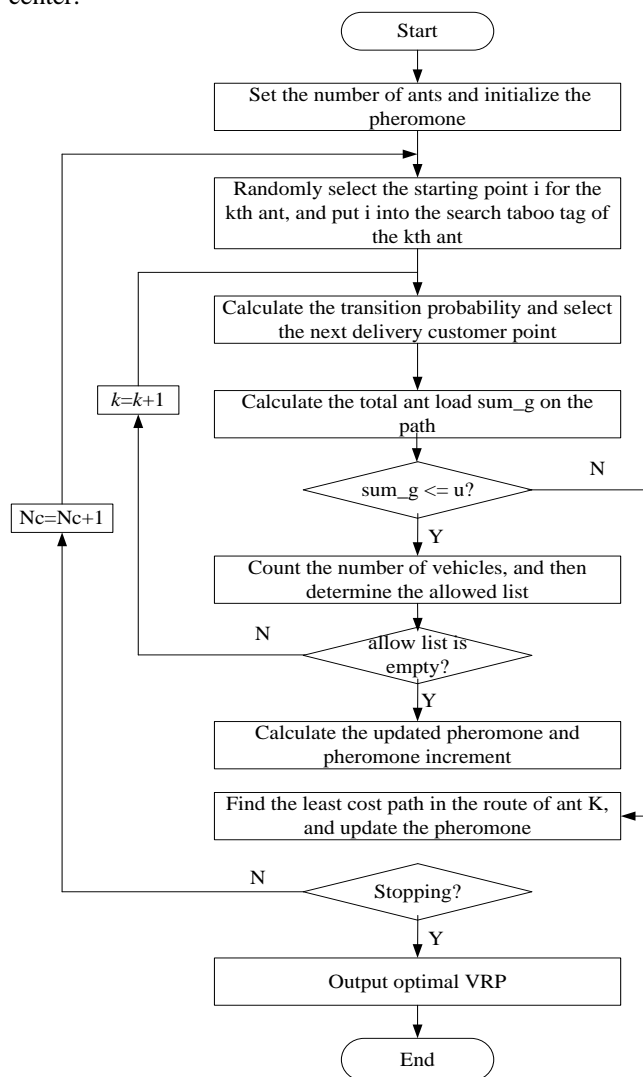 center.
Start
Set the number of ants and initialize the
pheromone
Randomly select the starting point i for the
kth ant, and put i into the search taboo tag of
the kth ant
Calculate the transition probability and select
the next delivery customer point
k=k+1
Calculate the total ant load sum_g on the
path
N
sum_g <= u?
Nc=Nc+1
Y
Count the number of vehicles, and then
determine the allowed list
N
allow list is
empty?
Y
Calculate the updated pheromone and
pheromone increment
Find the least cost path in the route of ant K,
and update the pheromone
N
Stopping?
Y
Output optimal VRP
End